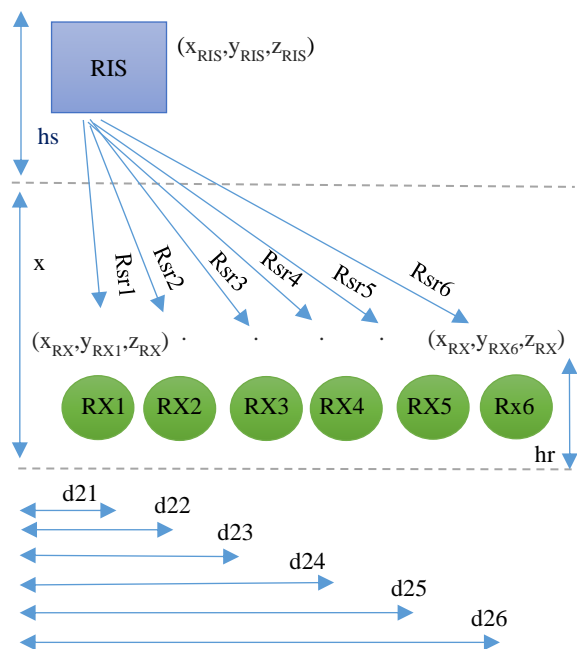 RIS
(xRIS,yRIS,zRIS)
hs
x
Rsr1
Rsr2
Rsr3
Rsr4
Rsr5
Rsr6
(xRX,yRX1,zRX) . . . . (xRX,yRX6,zRX)
RX1 RX2 RX3 RX4 RX5 Rx6
hr
d21
d22
d23
d24
d25
d26